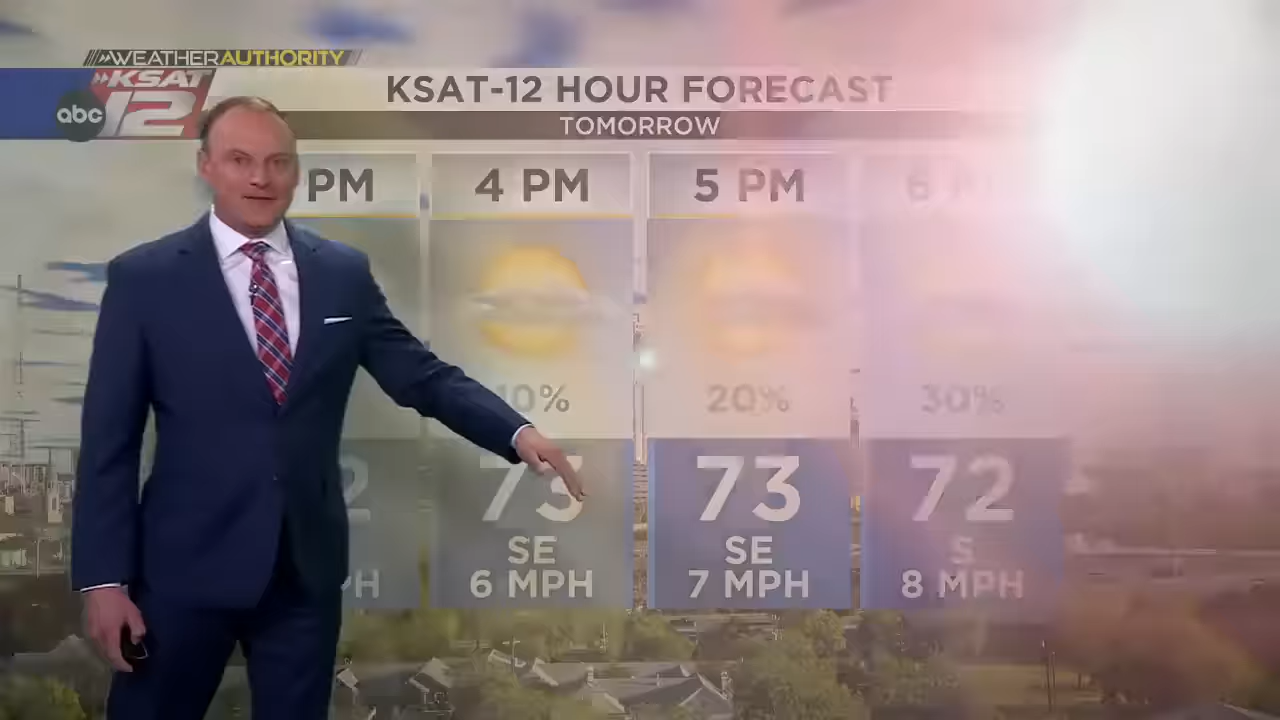 WEATHERAUTHORITY
KSAT
abc
12
KSAT-12 HOUR FORECAST
TOMORROW
PM
4 PM
5 PM
10%
20%
30%
73
73
72
SE
SE
S
6 MPH
7 MPH
8 MPH